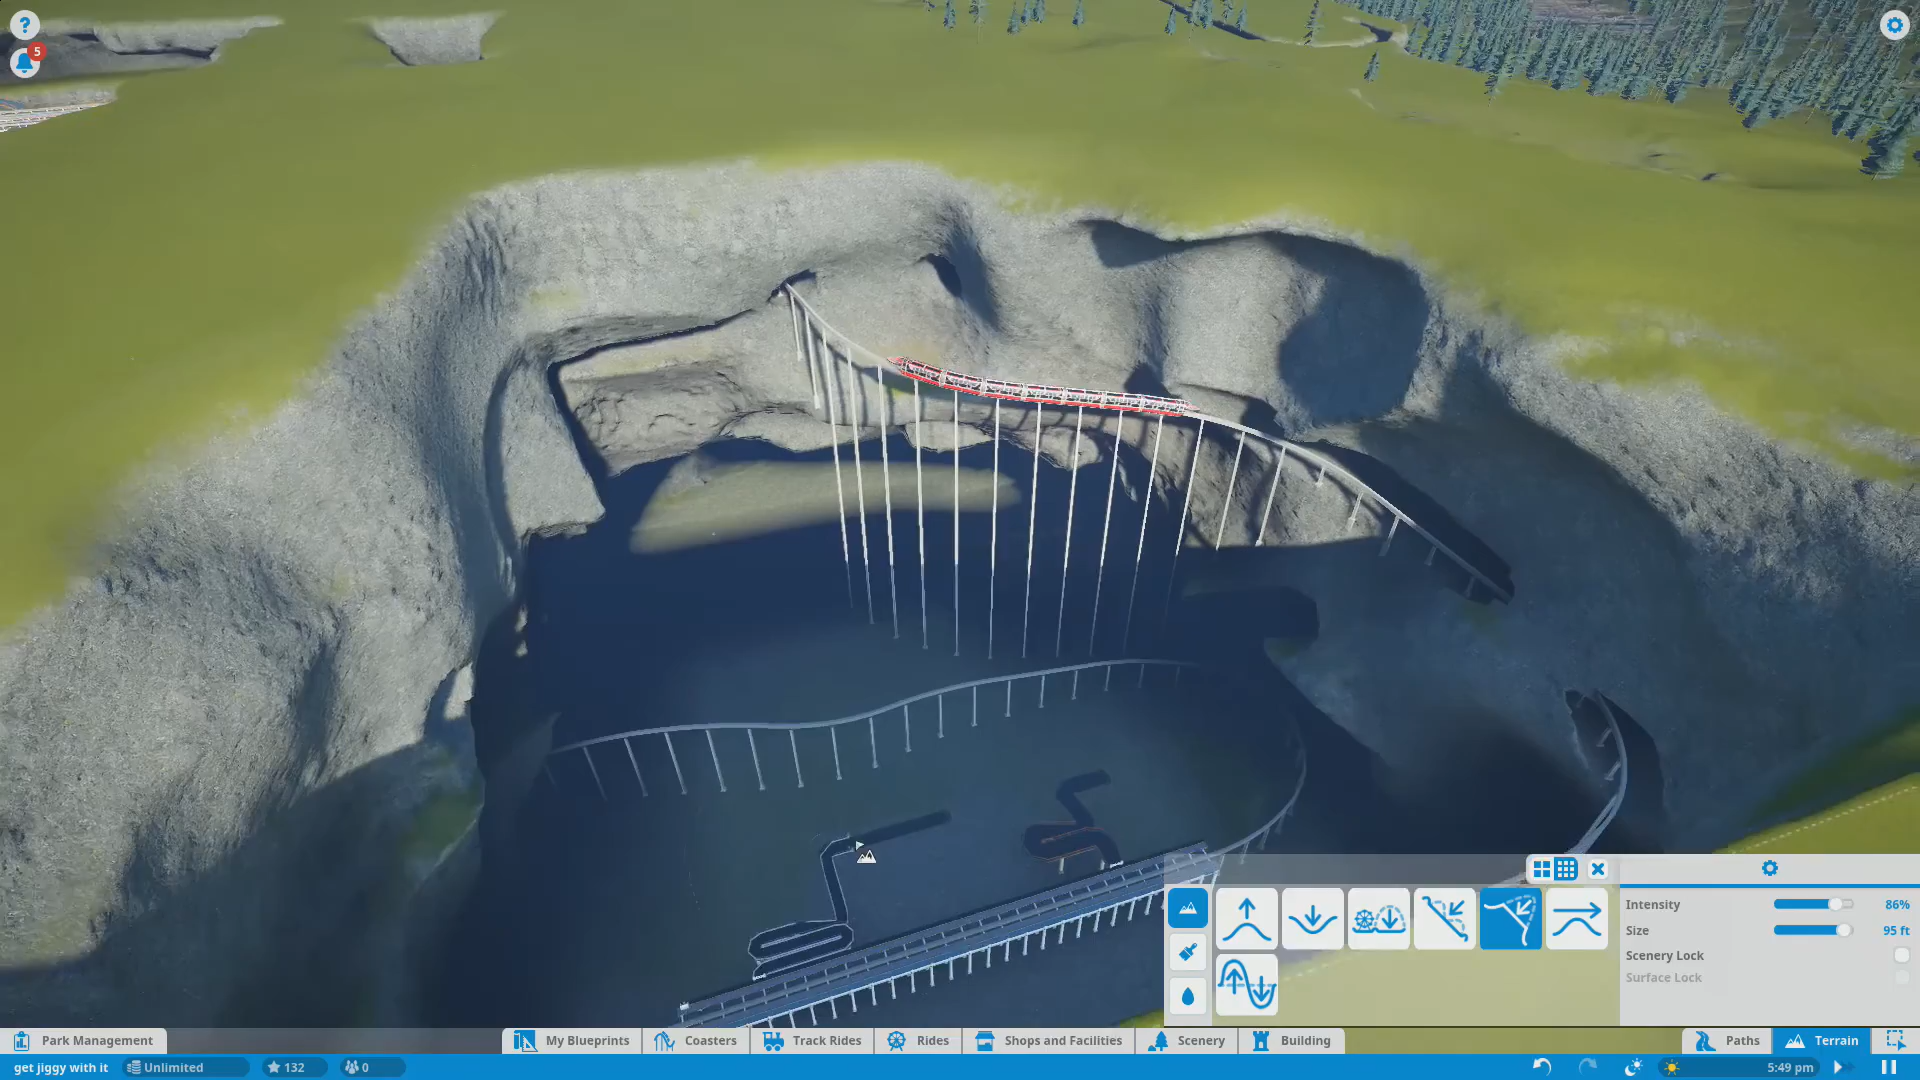 ?
5
Intensity 86%
Size 95 ft
Scenery Lock
Surface Lock
Park Management My Blueprints Coasters Track Rides Rides Shops and Facilities Scenery Building Paths Terrain
get jiggy with it Unlimited 132 0 5:49 pm